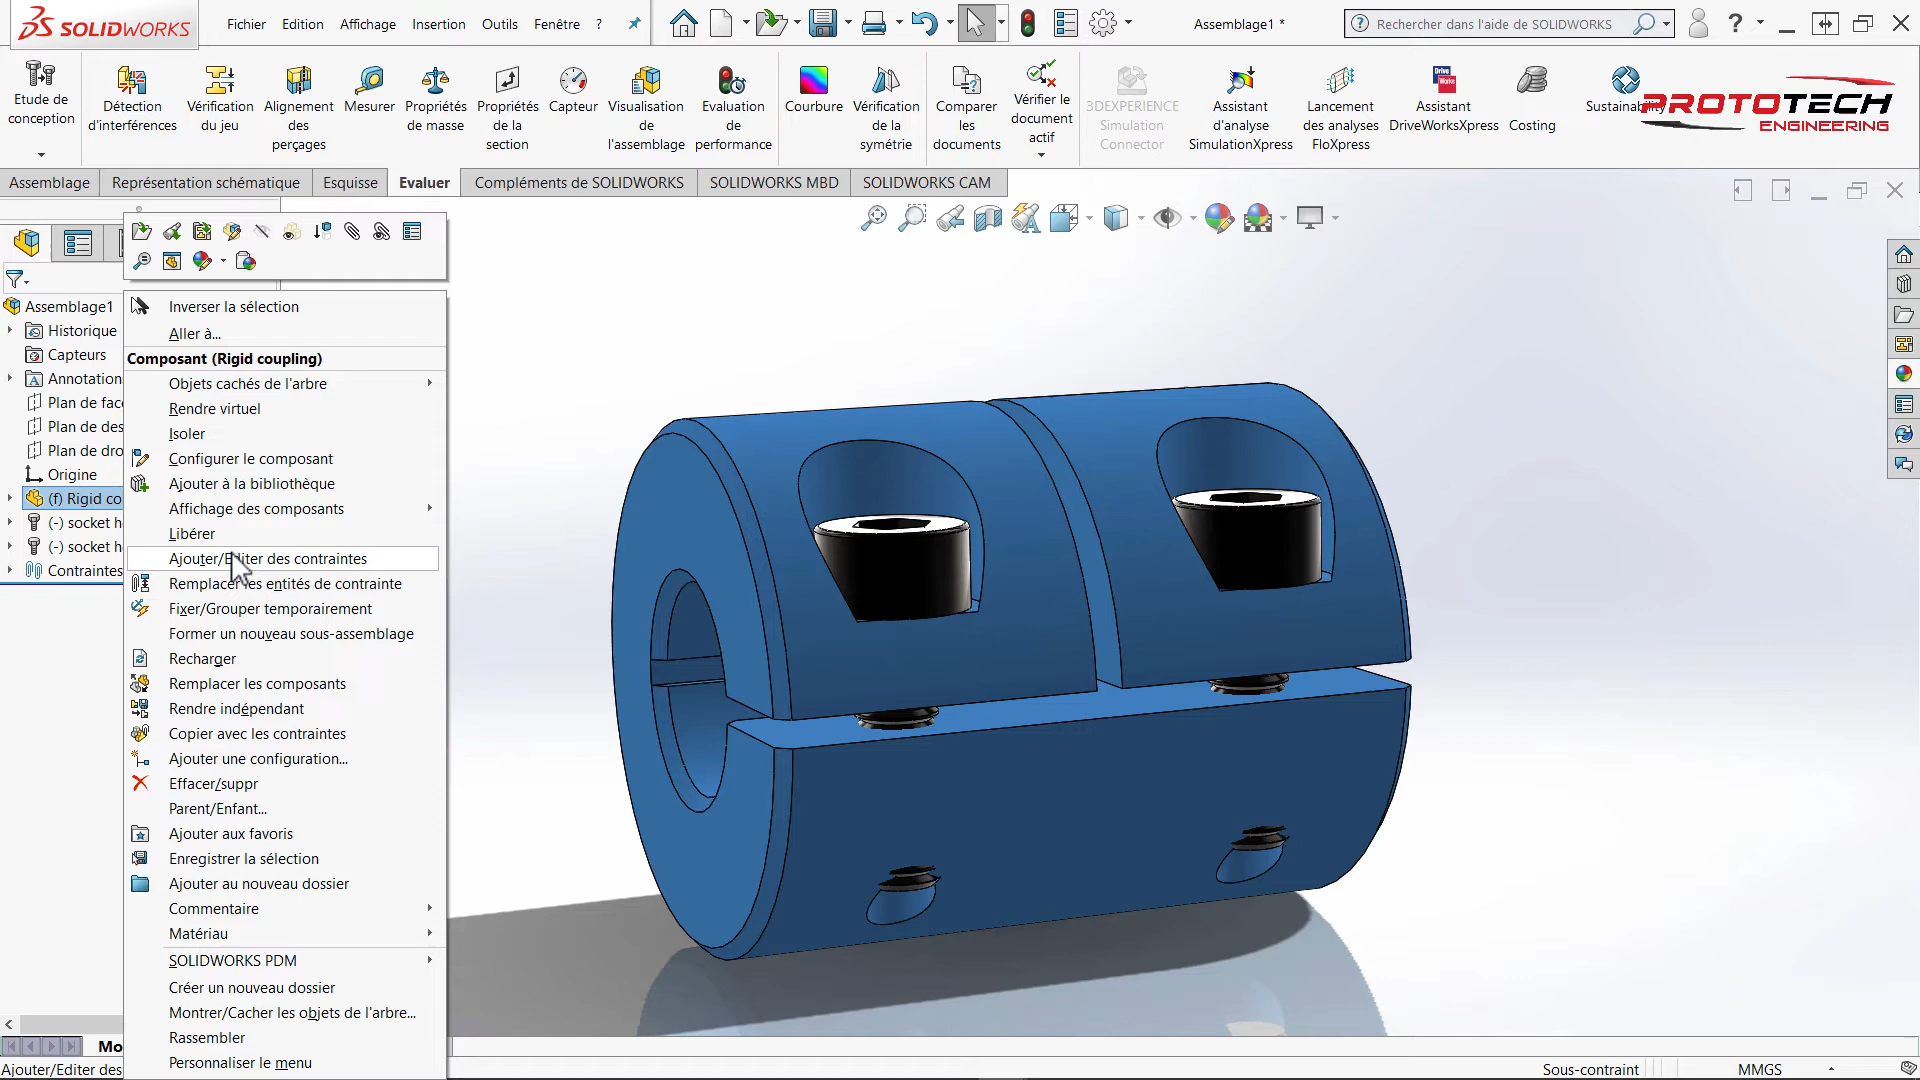 SOLIDWORKS
Fichier Edition Affichage Insertion Outils Fenêtre ?
Assemblage1 *
Rechercher dans l'aide de SOLIDWORKS
?
Etude de
conception
Détection
d'interférences
Vérification
du jeu
Alignement
des
perçages
Mesurer
Propriétés
de masse
Propriétés
de la
section
Capteur
Visualisation
de
l'assemblage
Evaluation
de
performance
Courbure
Vérification
de la
symétrie
Comparer
les
documents
Vérifier le
document
actif
3DEXPERIENCE
Simulation
Connector
Assistant
d'analyse
SimulationXpress
Lancement
des analyses
FloXpress
Drive
Works
Assistant
DriveWorksXpress
Costing
Sustainability
PROTOTECH
ENGINEERING
Assemblage
Représentation schématique
Esquisse
Evaluer
Compléments de SOLIDWORKS
SOLIDWORKS MBD
SOLIDWORKS CAM
Assemblage1
Historique
Capteurs
Annotation
Plan de fac
Plan de des
Plan de dro
Origine
(f) Rigid co
(-) socket h
(-) socket h
Contraintes
Inverser la sélection
Aller à...
Composant (Rigid coupling)
Objets cachés de l'arbre
Rendre virtuel
Isoler
Configurer le composant
Ajouter à la bibliothèque
Affichage des composants
Libérer
Ajouter/Editer des contraintes
Remplacer les entités de contrainte
Fixer/Grouper temporairement
Former un nouveau sous-assemblage
Recharger
Remplacer les composants
Rendre indépendant
Copier avec les contraintes
Ajouter une configuration...
Effacer/suppr
Parent/Enfant...
Ajouter aux favoris
Enregistrer la sélection
Ajouter au nouveau dossier
Commentaire
Matériau
SOLIDWORKS PDM
Créer un nouveau dossier
Montrer/Cacher les objets de l'arbre...
Rassembler
Personnaliser le menu
Mo
Ajouter/Editer des
Sous-contraint
MMGS